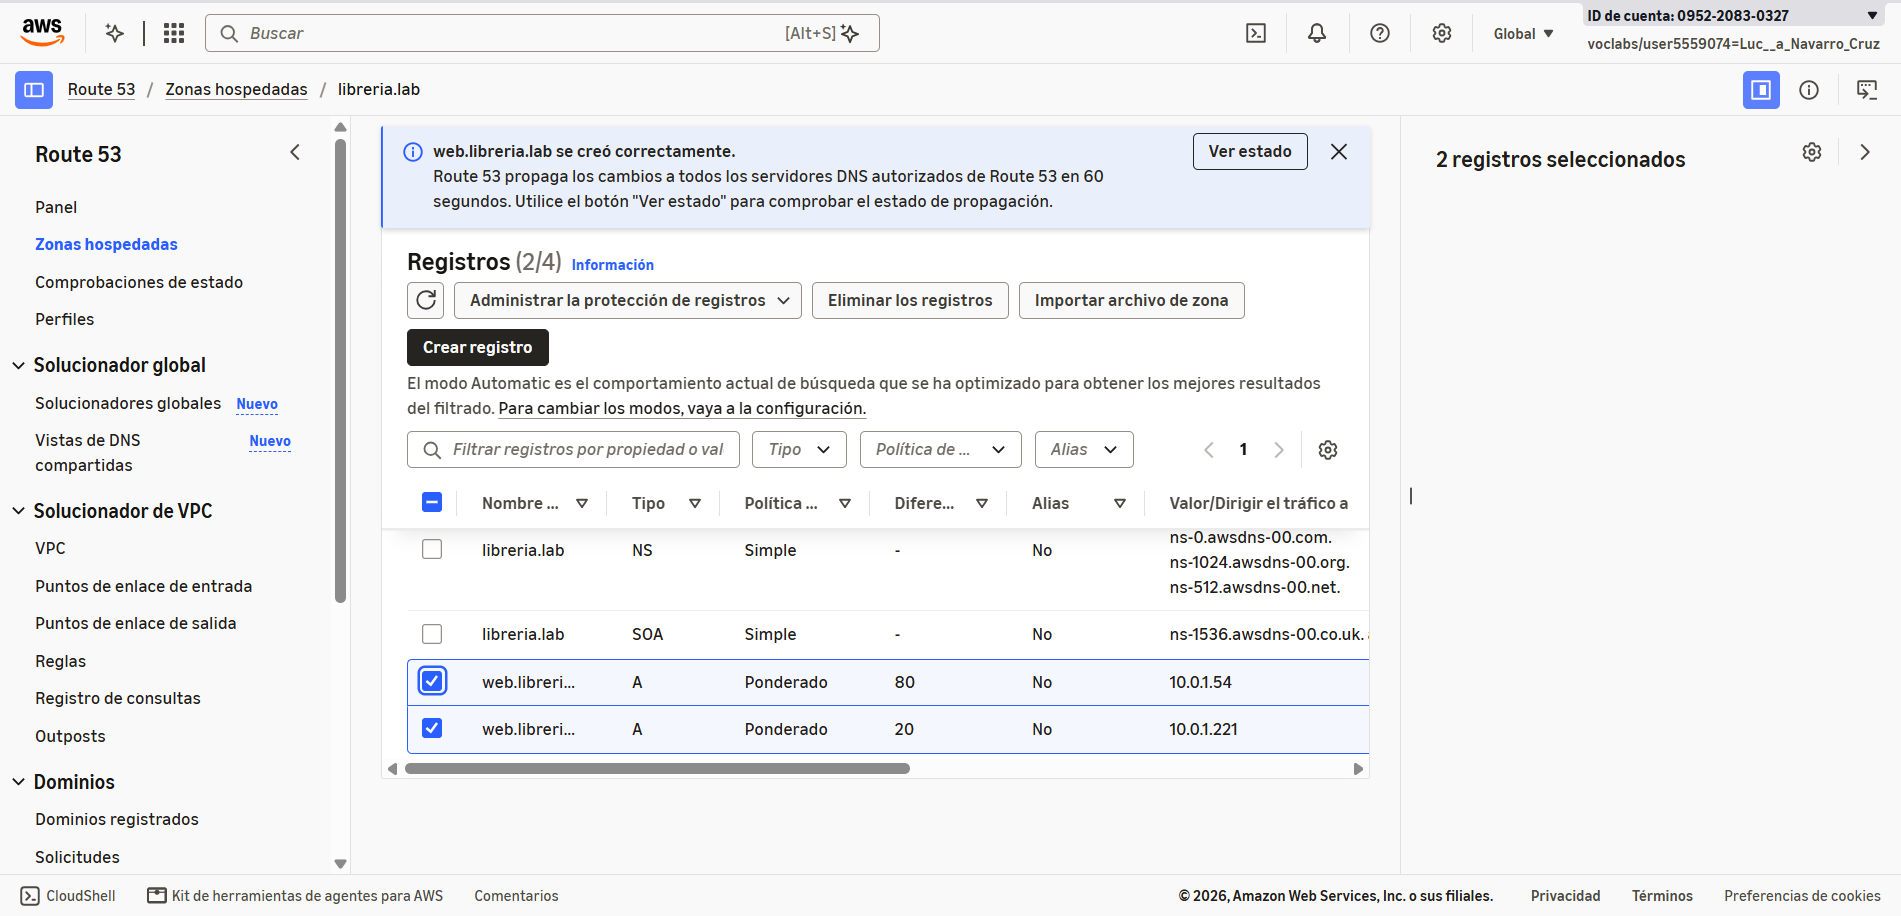 aws
Buscar
[Alt+S]
Global
ID de cuenta: 0952-2083-0327
voclabs/user5559074=Luc__a_Navarro_Cruz
Route 53 / Zonas hospedadas / libreria.lab
Route 53
Panel
Zonas hospedadas
Comprobaciones de estado
Perfiles
Solucionador global
Solucionadores globales Nuevo
Vistas de DNS Nuevo
compartidas
Solucionador de VPC
VPC
Puntos de enlace de entrada
Puntos de enlace de salida
Reglas
Registro de consultas
Outposts
Dominios
Dominios registrados
Solicitudes
web.libreria.lab se creó correctamente.
Route 53 propaga los cambios a todos los servidores DNS autorizados de Route 53 en 60
segundos. Utilice el botón "Ver estado" para comprobar el estado de propagación.
Ver estado
Registros (2/4) Información
Administrar la protección de registros
Eliminar los registros
Importar archivo de zona
Crear registro
El modo Automatic es el comportamiento actual de búsqueda que se ha optimizado para obtener los mejores resultados
del filtrado. Para cambiar los modos, vaya a la configuración.
Filtrar registros por propiedad o val
Tipo
Política de ...
Alias
1
Nombre ... Tipo Política ... Difere... Alias Valor/Dirigir el tráfico a
ns-0.awsdns-00.com.
libreria.lab NS Simple - No
ns-1024.awsdns-00.org.
ns-512.awsdns-00.net.
libreria.lab SOA Simple - No ns-1536.awsdns-00.co.uk.
web.libreri... A Ponderado 80 No 10.0.1.54
web.libreri... A Ponderado 20 No 10.0.1.221
2 registros seleccionados
CloudShell
Kit de herramientas de agentes para AWS
Comentarios
© 2026, Amazon Web Services, Inc. o sus filiales.
Privacidad
Términos
Preferencias de cookies